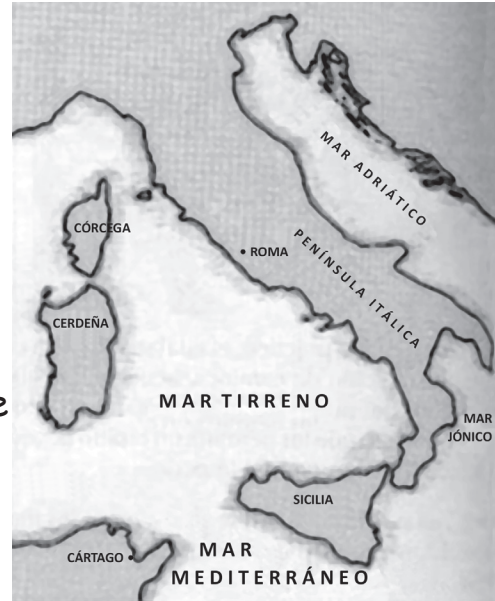 MAR ADRIÁTICO
CÓRCEGA
ROMA
PENÍNSULA ITÁLICA
CERDEÑA
MAR TIRRENO
MAR
JÓNICO
SICILIA
CÁRTAGO
MAR
MEDITERRÁNEO